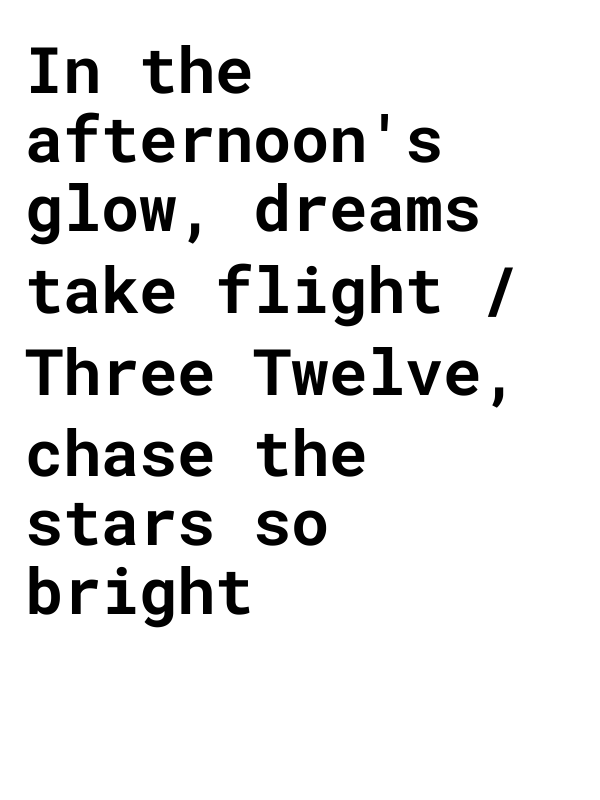 In the
afternoon's
glow, dreams
take flight /
Three Twelve,
chase the
stars so
bright